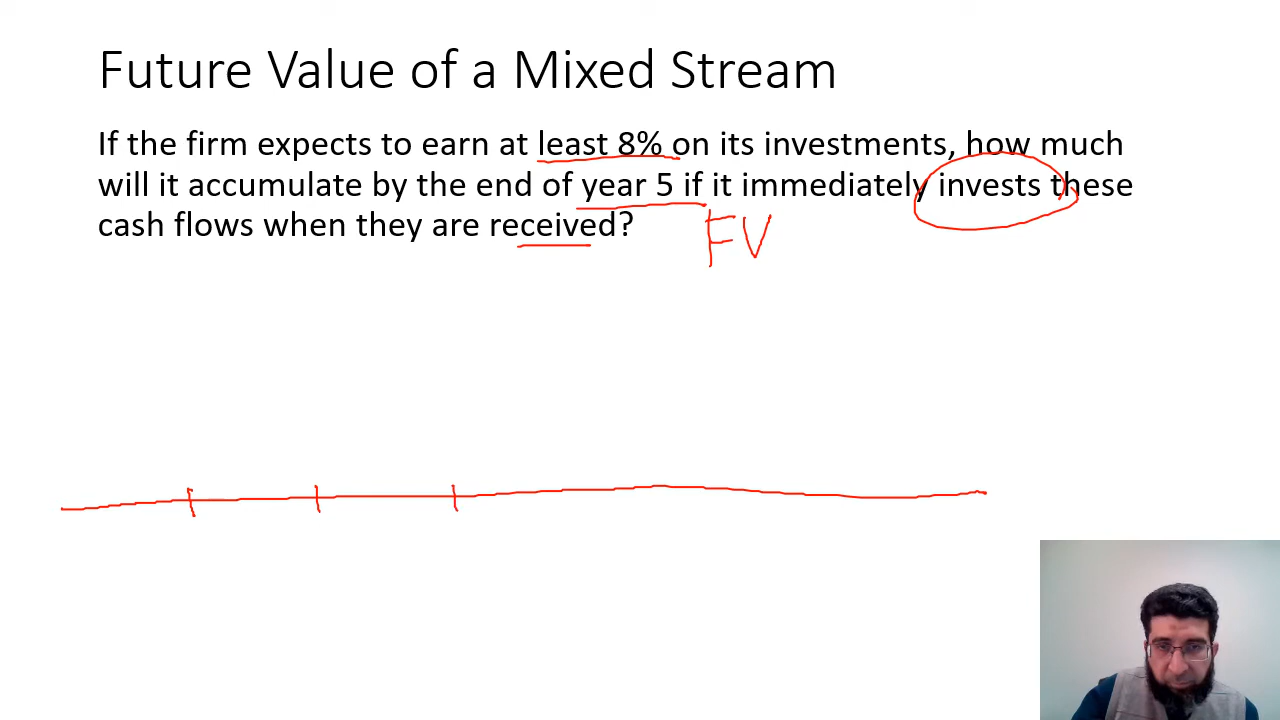 Future Value of a Mixed Stream
If the firm expects to earn at least 8% on its investments, how much
will it accumulate by the end of year 5 if it immediately invests these
cash flows when they are received?
FV